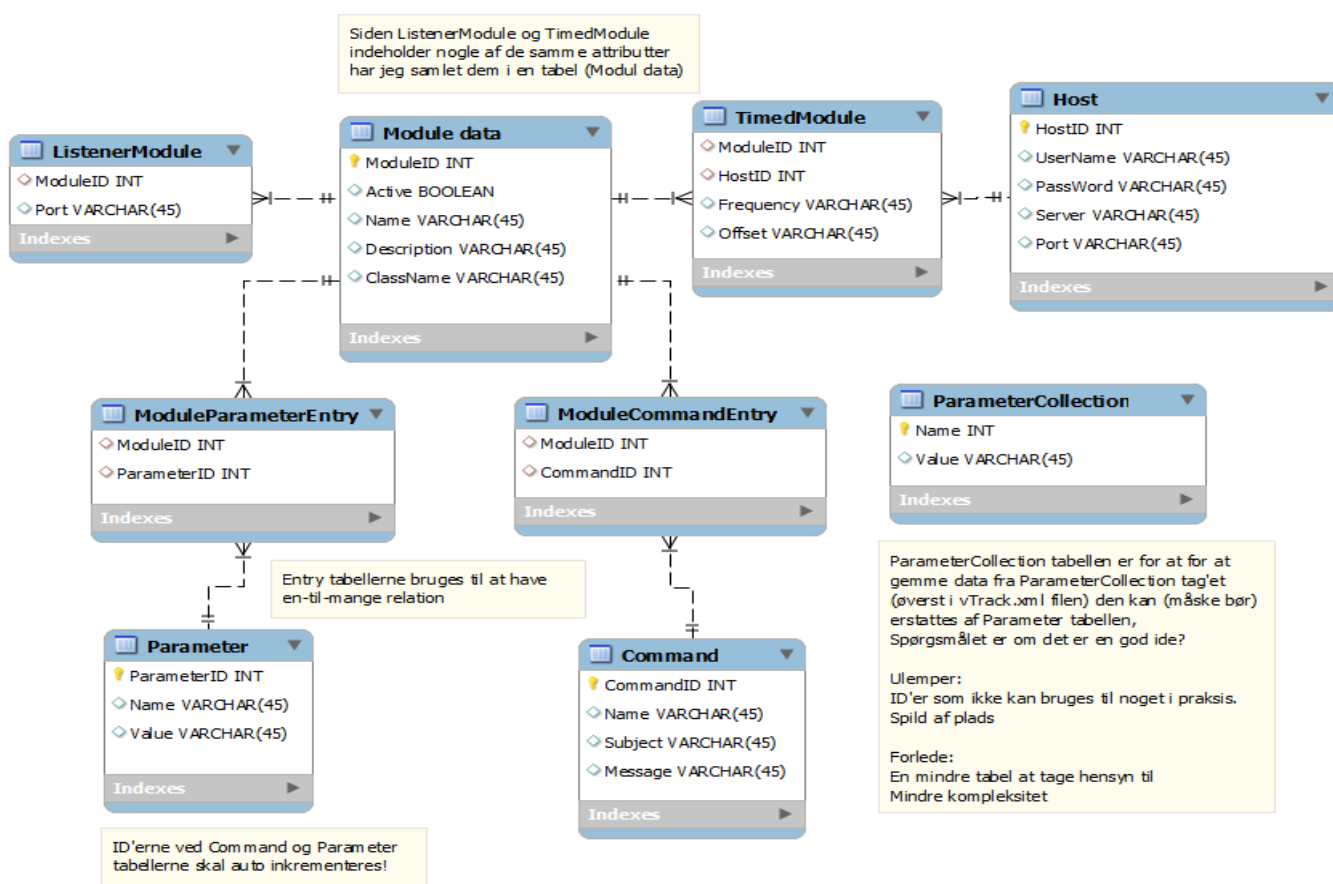 Siden ListenerModule og TimedModule
indeholder nogle af de samme attributter
har jeg samlet dem i en tabel (Modul data)
ListenerModule
ModuleID INT
Port VARCHAR(45)
Indexes
Module data
ModuleID INT
Active BOOLEAN
Name VARCHAR(45)
Description VARCHAR(45)
ClassName VARCHAR(45)
Indexes
TimedModule
ModuleID INT
HostID INT
Frequency VARCHAR(45)
Offset VARCHAR(45)
Indexes
Host
HostID INT
UserName VARCHAR(45)
PassWord VARCHAR(45)
Server VARCHAR(45)
Port VARCHAR(45)
Indexes
ModuleParameterEntry
ModuleID INT
ParameterID INT
Indexes
ModuleCommandEntry
ModuleID INT
CommandID INT
Indexes
ParameterCollection
Name INT
Value VARCHAR(45)
Indexes
Entry tabellerne bruges til at have
en-til-mange relation
ParameterCollection tabellen er for at for at
gemme data fra ParameterCollection tag'et
(øverst i vTrack.xml filen) den kan (måske bør)
erstattes af Parameter tabellen,
Spørgsmålet er om det er en god ide?
Ulemper:
ID'er som ikke kan bruges til noget i praksis.
Spild af plads
Forlede:
En mindre tabel at tage hensyn til
Mindre kompleksitet
Parameter
ParameterID INT
Name VARCHAR(45)
Value VARCHAR(45)
Indexes
Command
CommandID INT
Name VARCHAR(45)
Subject VARCHAR(45)
Message VARCHAR(45)
Indexes
ID'erne ved Command og Parameter
tabellerne skal auto inkrementeres!